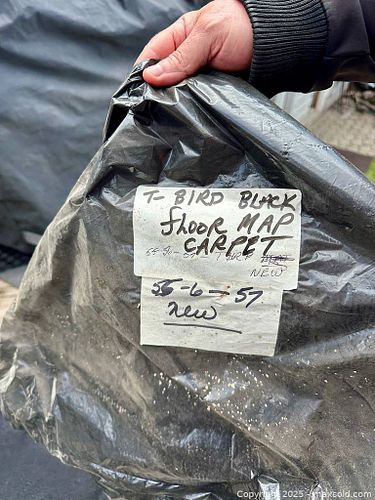 T- BIRD BLACK
fLOOR MAP
CARPET
NEW
55-6-57
new
Copyright 2025 - maxsold.com